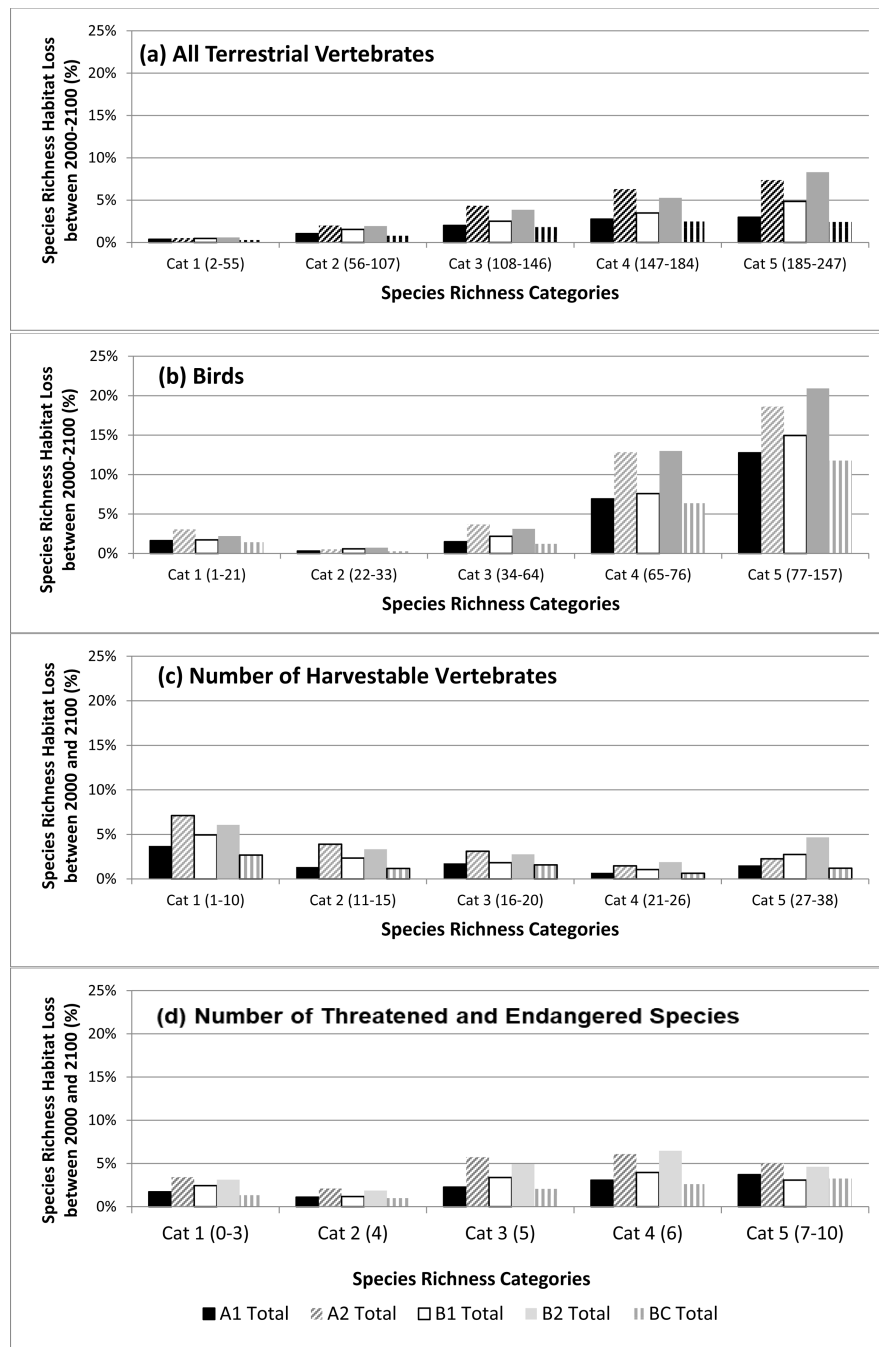 (a) All Terrestrial Vertebrates
Species Richness Habitat Loss
between 2000-2100 (%)
25%
20%
15%
10%
5%
0%
Cat 1 (2-55) Cat 2 (56-107) Cat 3 (108-146) Cat 4 (147-184) Cat 5 (185-247)
Species Richness Categories
(b) Birds
Species Richness Habitat Loss
between 2000-2100 (%)
25%
20%
15%
10%
5%
0%
Cat 1 (1-21) Cat 2 (22-33) Cat 3 (34-64) Cat 4 (65-76) Cat 5 (77-157)
Species Richness Categories
(c) Number of Harvestable Vertebrates
Species Richness Habitat Loss
between 2000 and 2100 (%)
25%
20%
15%
10%
5%
0%
Cat 1 (1-10) Cat 2 (11-15) Cat 3 (16-20) Cat 4 (21-26) Cat 5 (27-38)
Species Richness Categories
(d) Number of Threatened and Endangered Species
Species Richness Habitat Loss
between 2000 and 2100 (%)
25%
20%
15%
10%
5%
0%
Cat 1 (0-3) Cat 2 (4) Cat 3 (5) Cat 4 (6) Cat 5 (7-10)
Species Richness Categories
A1 Total A2 Total B1 Total B2 Total BC Total